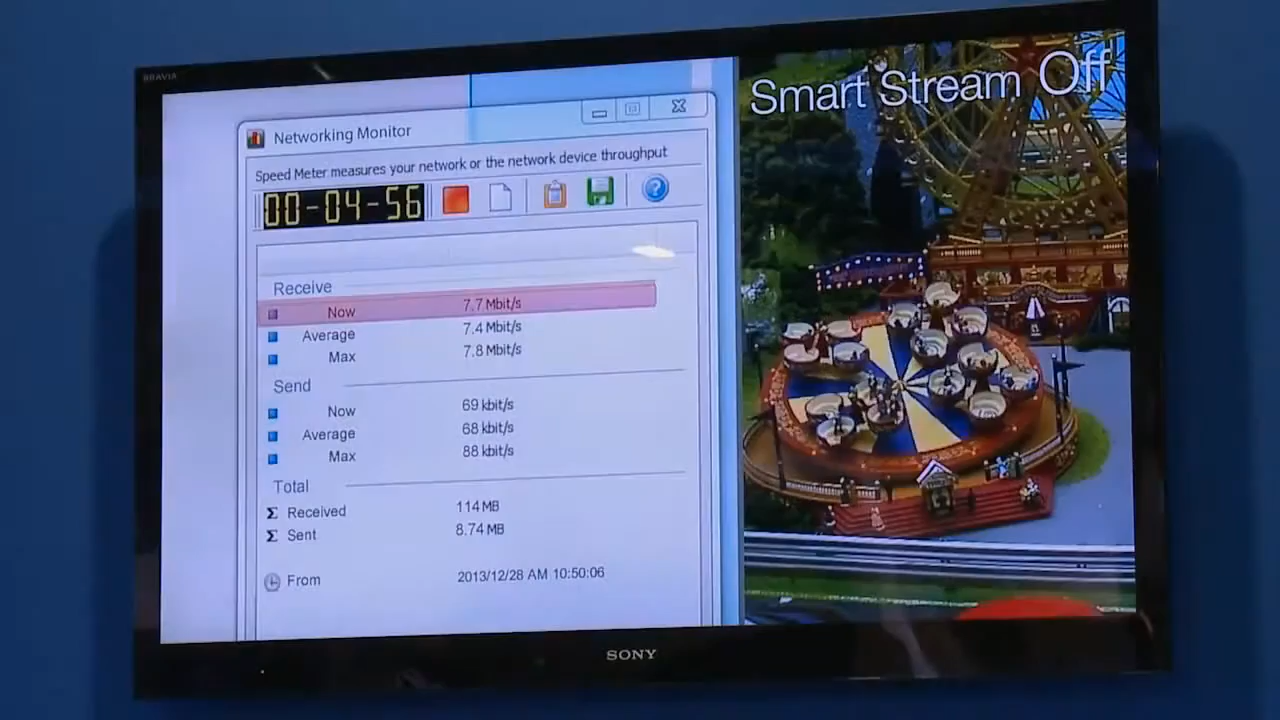 BRAVIA
Smart Stream Off
Networking Monitor
Speed Meter measures your network or the network device throughput
00-04-56
Receive
Now 7.7 Mbit/s
Average 7.4 Mbit/s
Max 7.8 Mbit/s
Send
Now 69 kbit/s
Average 68 kbit/s
Max 88 kbit/s
Total
Σ Received 114 MB
Σ Sent 8.74 MB
From 2013/12/28 AM 10:50:06
SONY